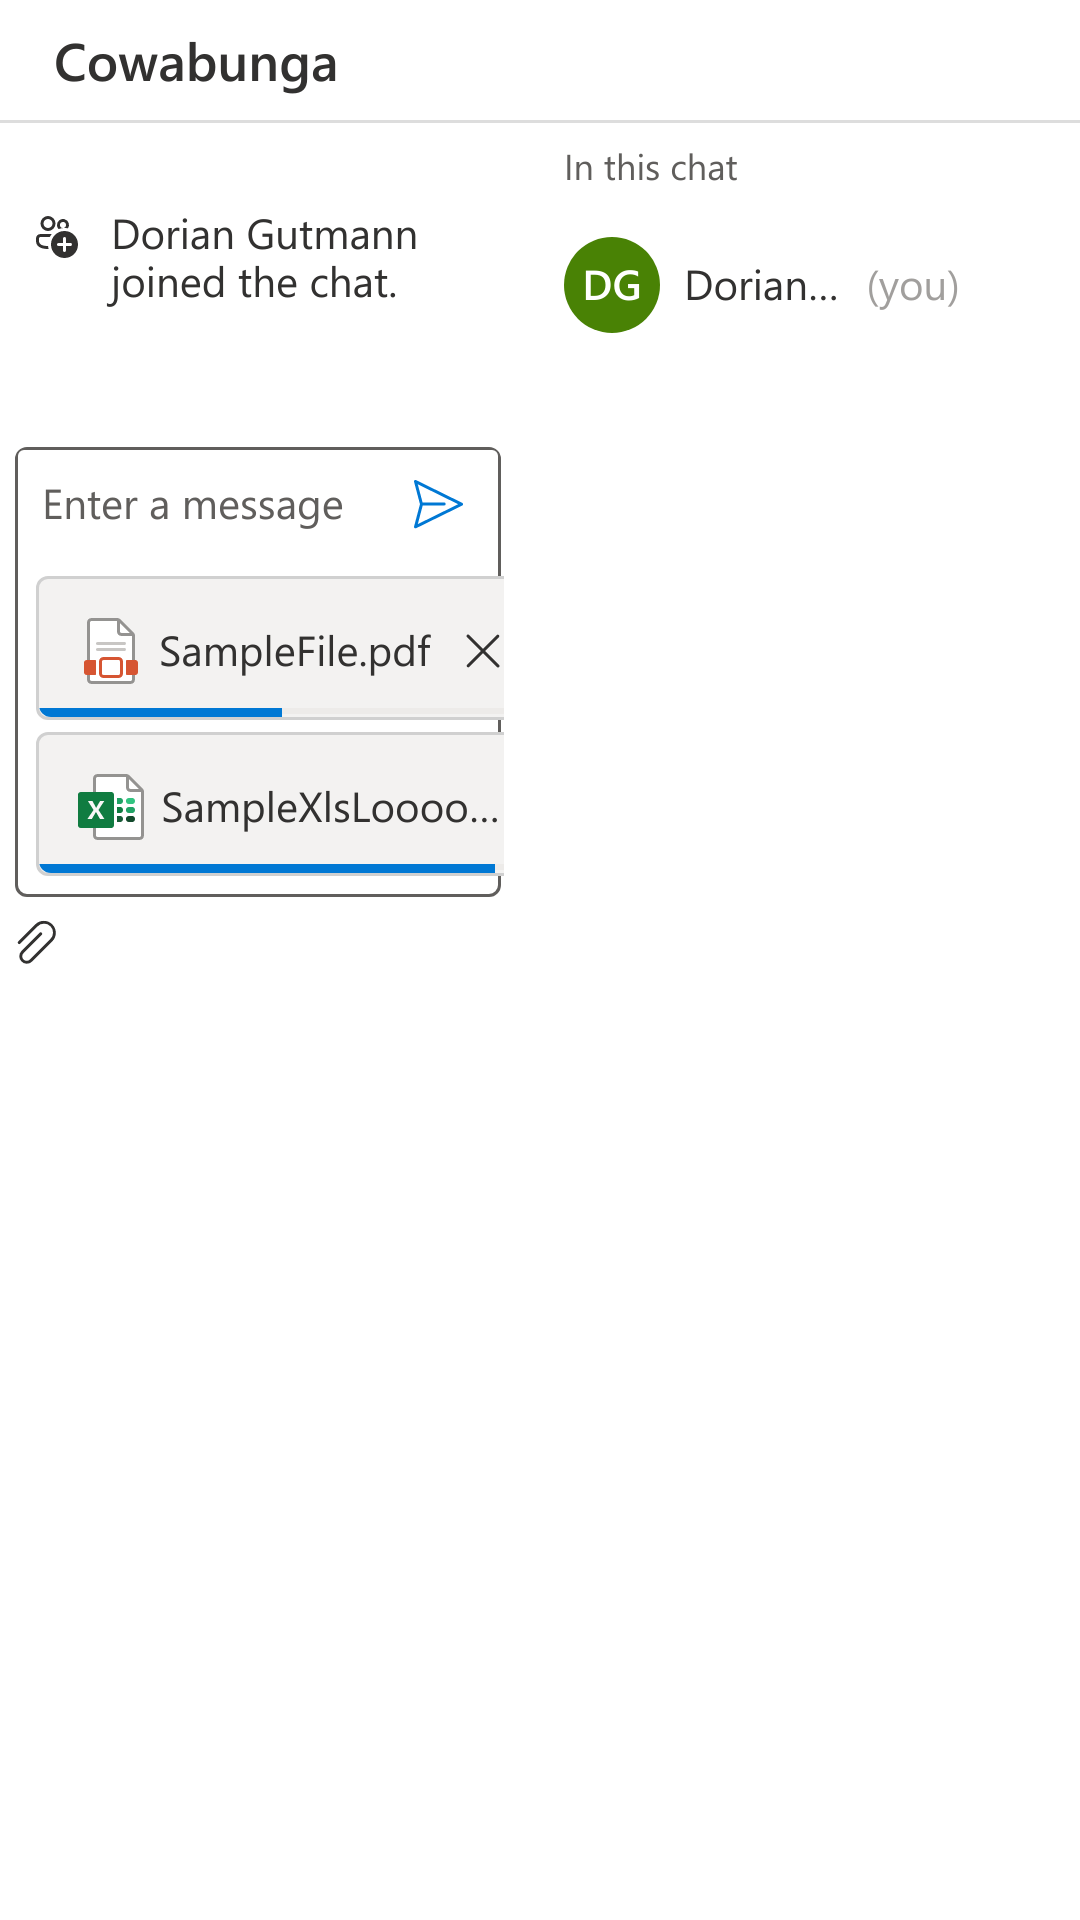 Cowabunga
Dorian Gutmann
joined the chat.
In this chat
DG
Dorian...
(you)
Enter a message
SampleFile.pdf
X
SampleXlsLoooo...